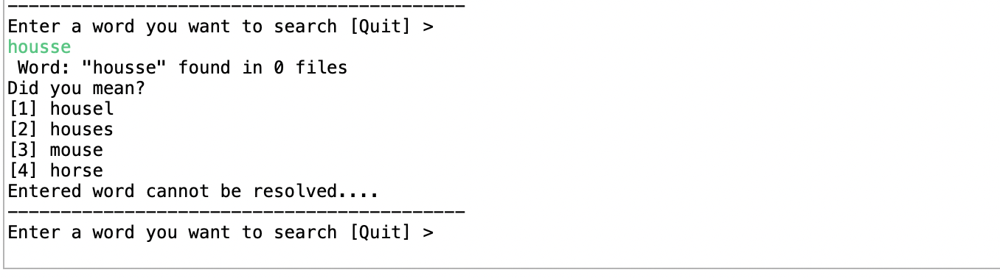 -------------------------------------------
Enter a word you want to search [Quit] >
housse
 Word: "housse" found in 0 files
Did you mean?
[1] housel
[2] houses
[3] mouse
[4] horse
Entered word cannot be resolved....
-------------------------------------------
Enter a word you want to search [Quit] >